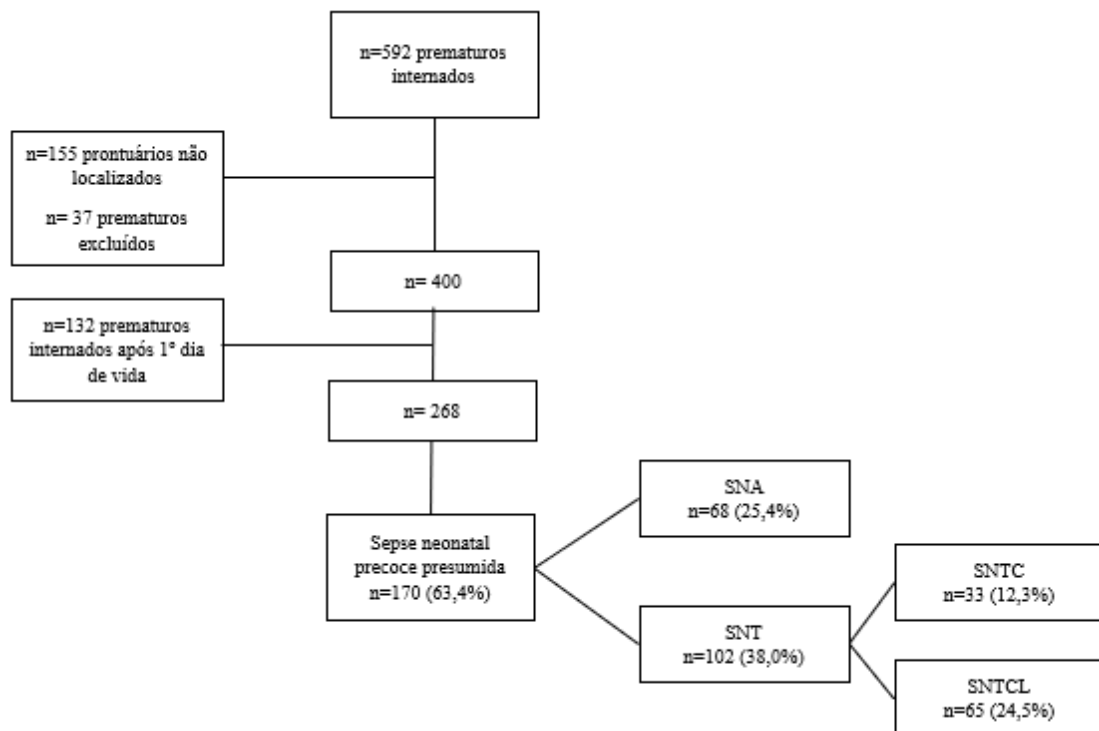 n=592 prematuros
internados
n=155 prontuários não
localizados
n= 37 prematuros
excluídos
n= 400
n=132 prematuros
internados após 1º dia
de vida
n= 268
Sepse neonatal
precoce presumida
n=170 (63,4%)
SNA
n=68 (25,4%)
SNT
n=102 (38,0%)
SNTC
n=33 (12,3%)
SNTCL
n=65 (24,5%)